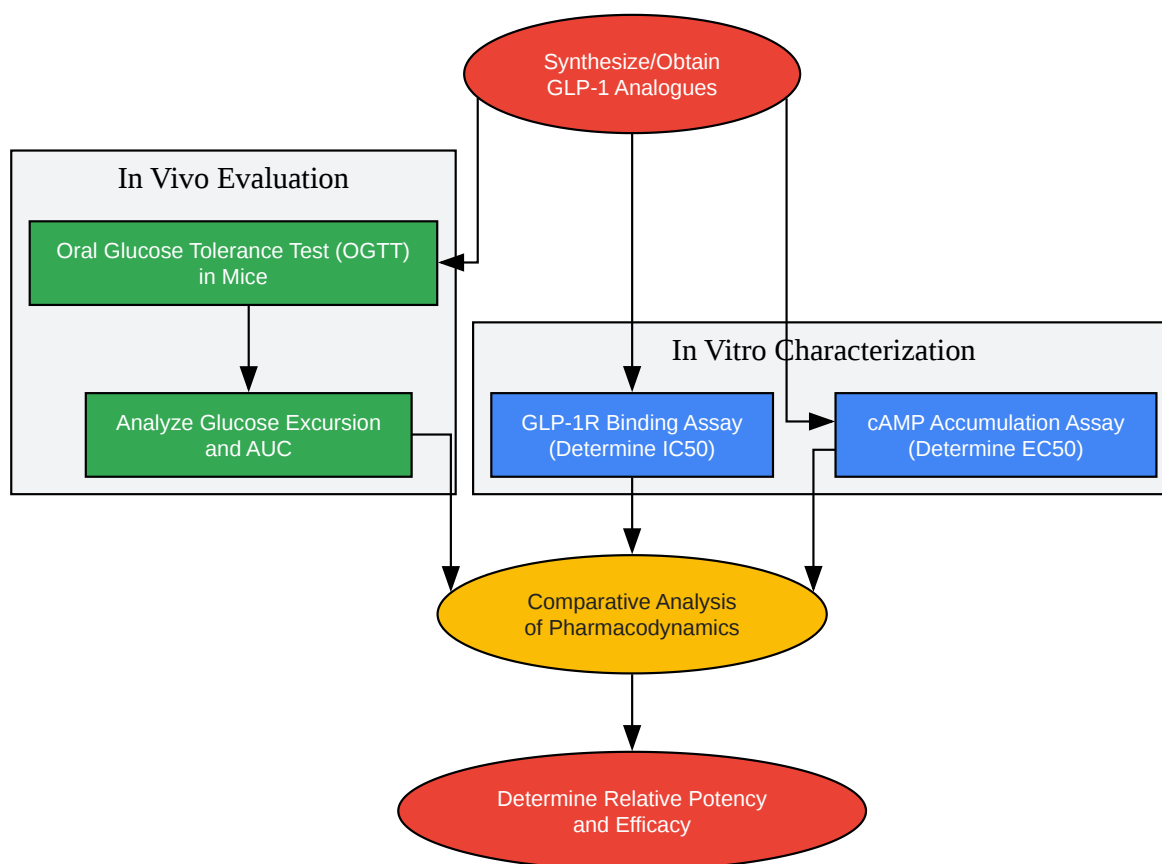 Synthesize/Obtain
GLP-1 Analogues
In Vivo Evaluation
Oral Glucose Tolerance Test (OGTT)
in Mice
Analyze Glucose Excursion
and AUC
In Vitro Characterization
GLP-1R Binding Assay
(Determine IC50)
cAMP Accumulation Assay
(Determine EC50)
Comparative Analysis
of Pharmacodynamics
Determine Relative Potency
and Efficacy